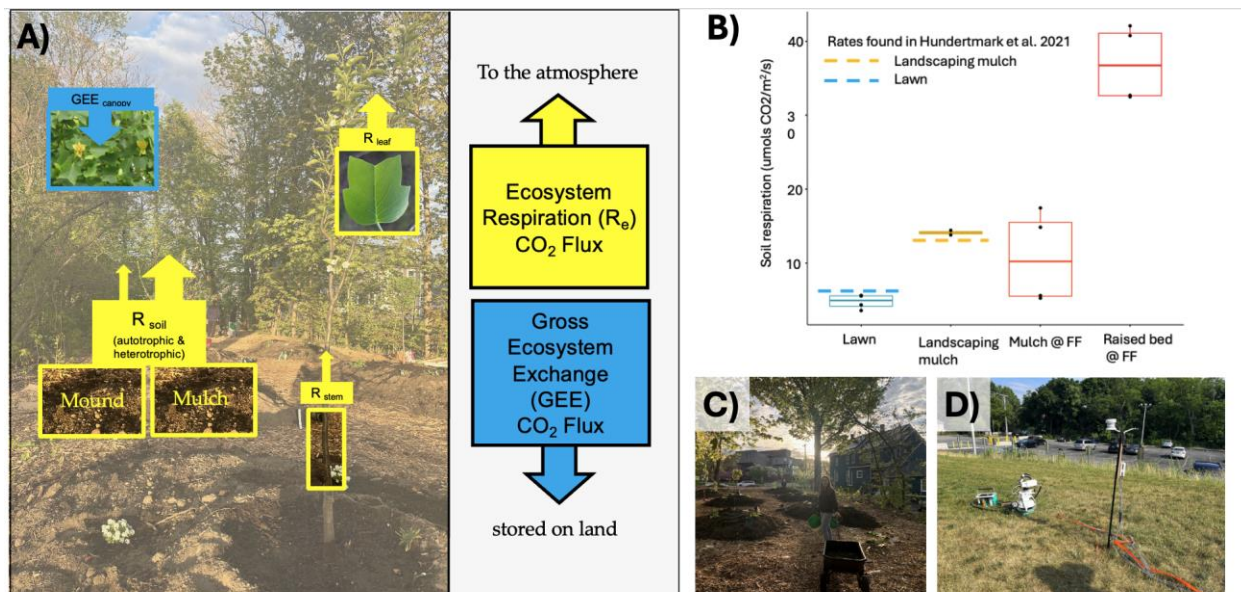 A)
GEE canopy
R leaf
R soil
(autotrophic &
heterotrophic)
Mound
Mulch
R stem
To the atmosphere
Ecosystem
Respiration (Re)
CO2 Flux
Gross
Ecosystem
Exchange
(GEE)
CO2 Flux
stored on land
B)
Soil respiration (umols CO2/m²/s)
40
3
0
20
10
Rates found in Hundertmark et al. 2021
Landscaping mulch
Lawn
Lawn
Landscaping
mulch
Mulch @ FF
Raised bed
@ FF
C)
D)